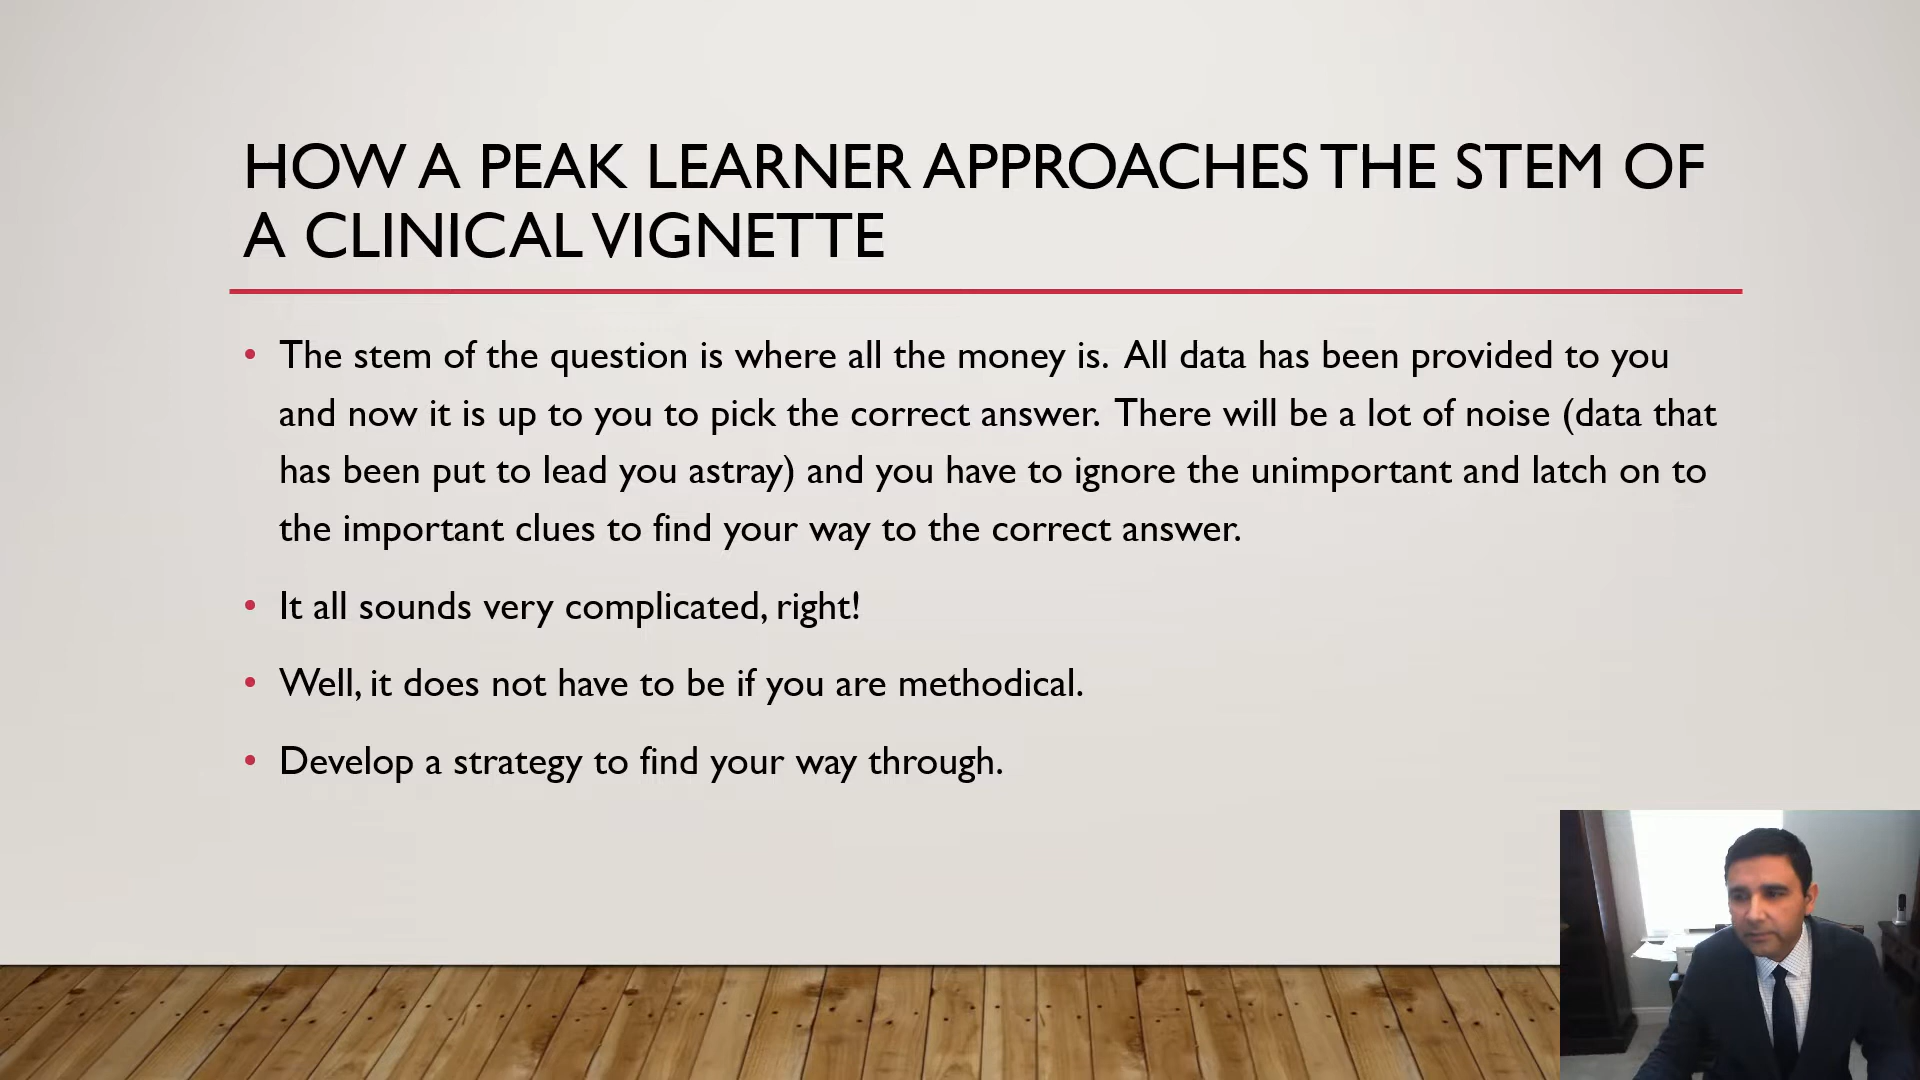 HOW A PEAK LEARNER APPROACHES THE STEM OF
A CLINICAL VIGNETTE
• The stem of the question is where all the money is. All data has been provided to you
and now it is up to you to pick the correct answer. There will be a lot of noise (data that
has been put to lead you astray) and you have to ignore the unimportant and latch on to
the important clues to find your way to the correct answer.
• It all sounds very complicated, right!
• Well, it does not have to be if you are methodical.
• Develop a strategy to find your way through.